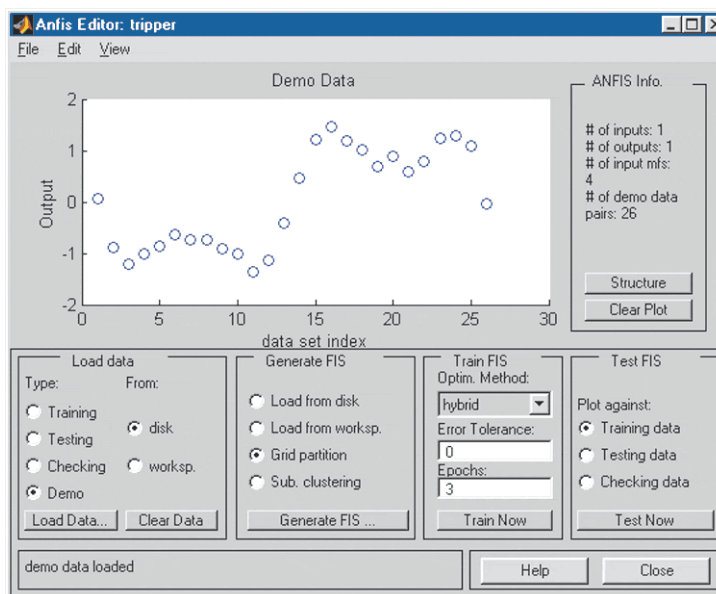 Anfis Editor: tripper
File Edit View
Demo Data
2
1
0
-1
-2
Output
0 5 10 15 20 25 30
data set index
ANFIS Info.
# of inputs: 1
# of outputs: 1
# of input mfs:
4
# of demo data
pairs: 26
Structure
Clear Plot
Load data
Type: From:
Training
disk
Testing
Checking
worksp.
Demo
Load Data... Clear Data
Generate FIS
Load from disk
Load from worksp.
Grid partition
Sub. clustering
Generate FIS ...
Train FIS
Optim. Method:
hybrid
Error Tolerance:
0
Epochs:
3
Train Now
Test FIS
Plot against:
Training data
Testing data
Checking data
Test Now
demo data loaded
Help Close